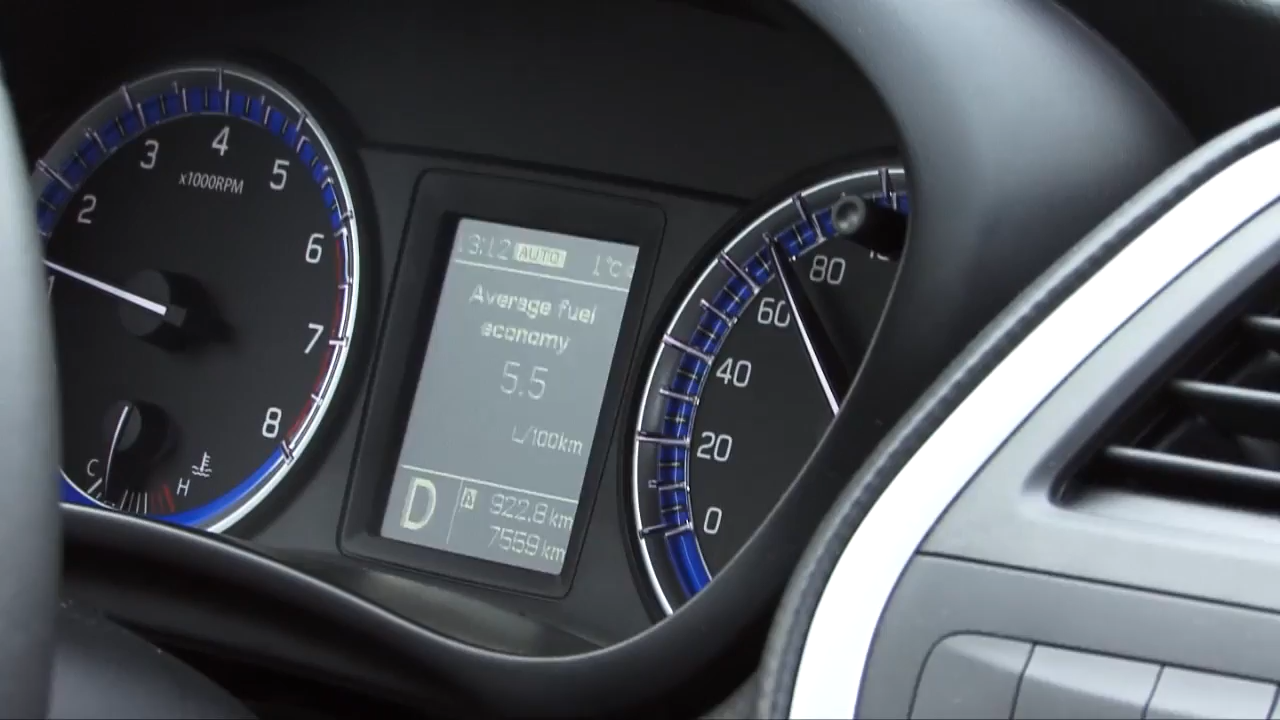 4
3
5
x1000RPM
2
6
1
7
8
C
H
13:12 AUTO 1°C
Average fuel
economy
5.5
L/100km
D
A 922.8 km
7559 km
80
60
40
20
0